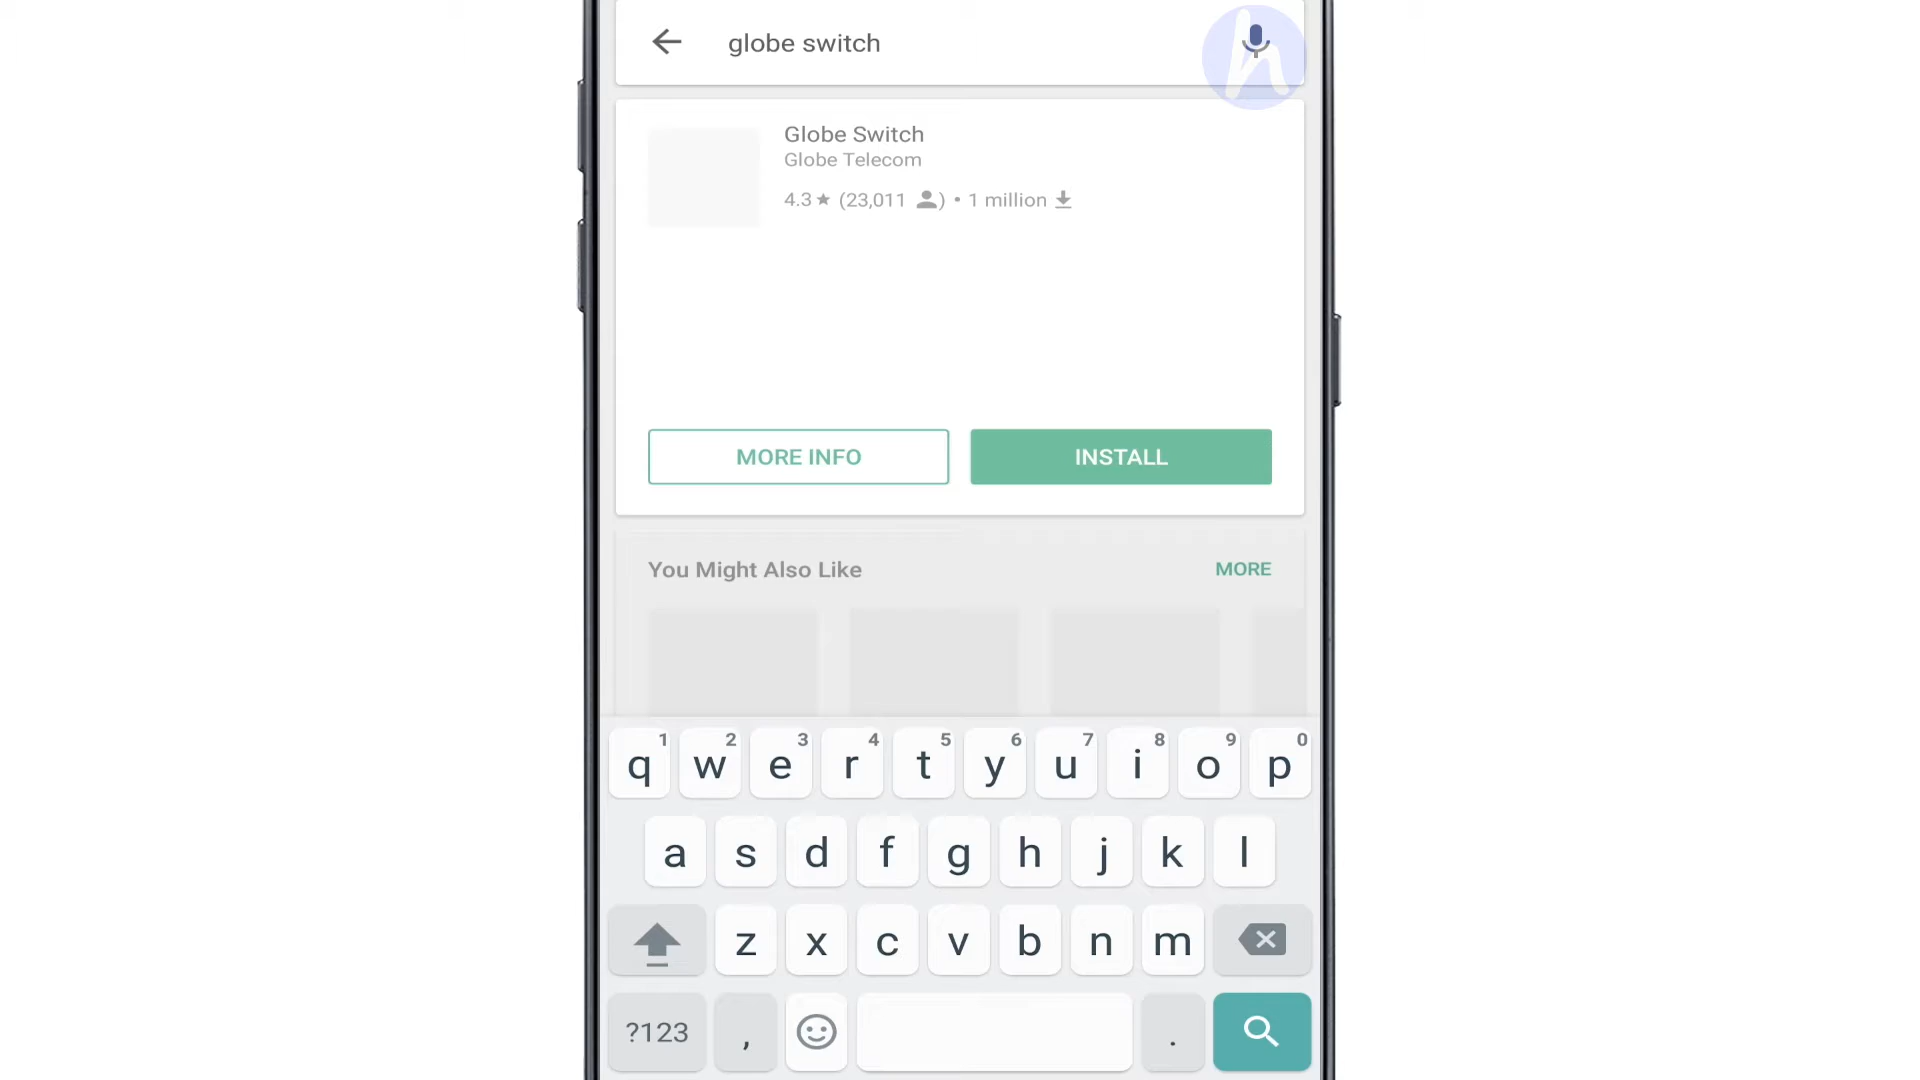 globe switch
h
Globe Switch
Globe Telecom
4.3★ (23,011) • 1 million
MORE INFO
INSTALL
You Might Also Like
MORE
1 2 3 4 5 6 7 8 9 0
q w e r t y u i o p
a s d f g h j k l
z x c v b n m
?123 , .